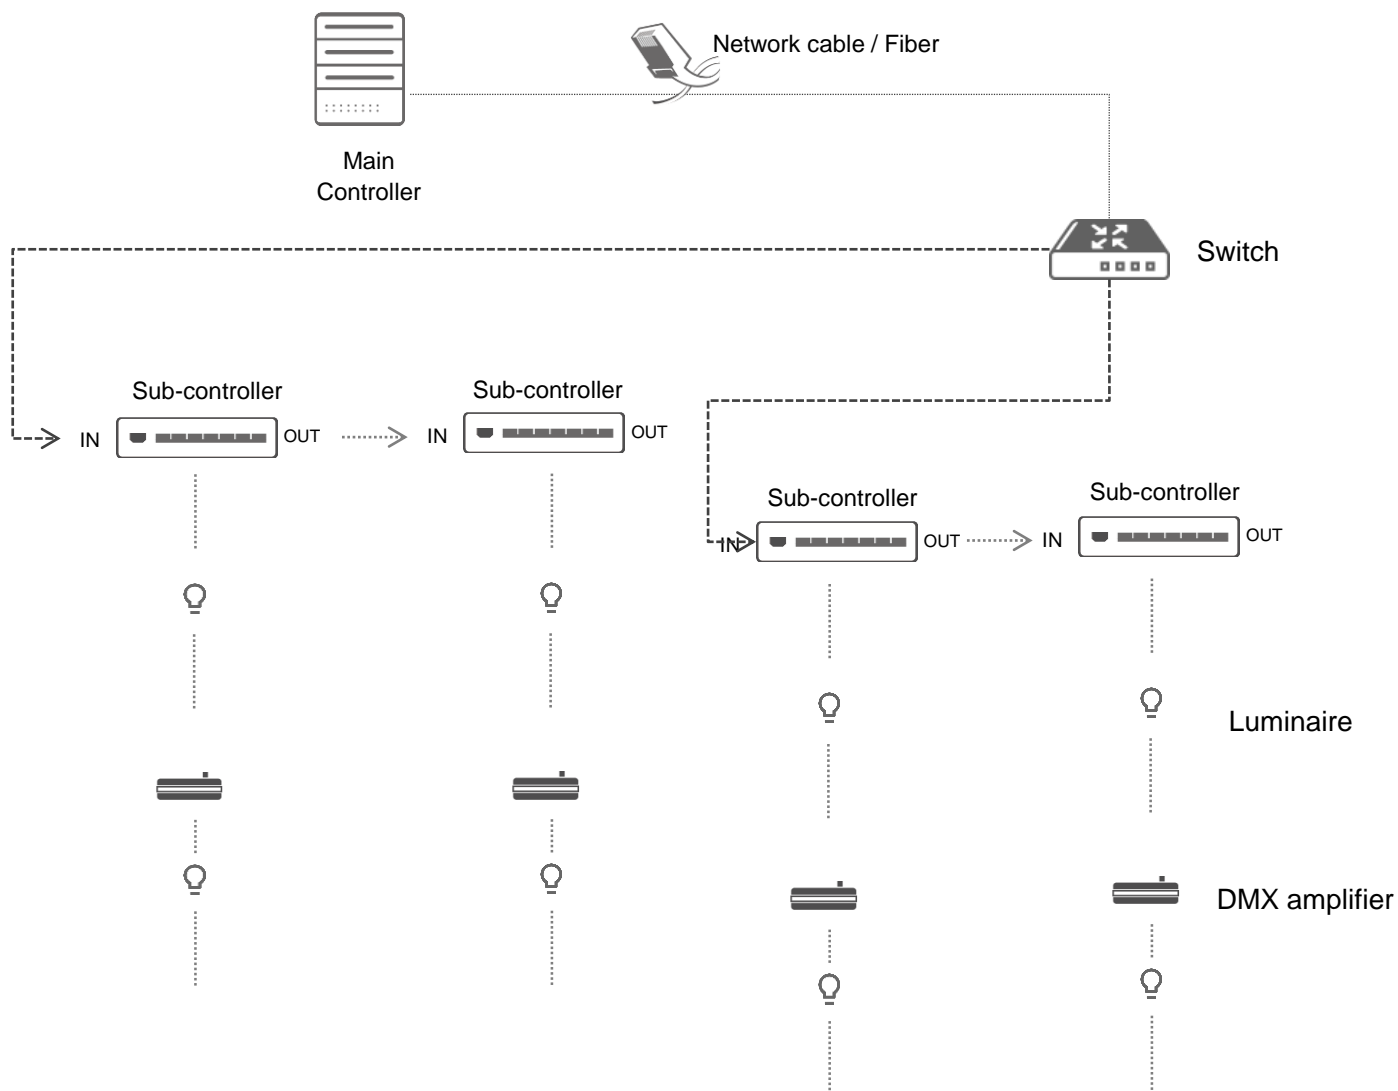 Network cable / Fiber
Main
Controller
Switch
Sub-controller
Sub-controller
IN
OUT
IN
OUT
Sub-controller
Sub-controller
IN
OUT
IN
OUT
Luminaire
DMX amplifier